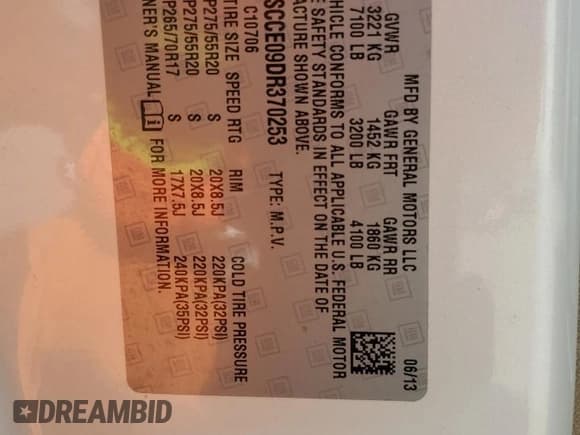 MFD BY GENERAL MOTORS LLC 06/13
GVWR GAWR FRT GAWR RR
3221 KG 1452 KG 1860 KG
7100 LB 3200 LB 4100 LB
VEHICLE CONFORMS TO ALL APPLICABLE U.S. FEDERAL MOTOR
E SAFETY STANDARDS IN EFFECT ON THE DATE OF
ACTURE SHOWN ABOVE.
SCCE09DR370253 TYPE: M.P.V.
C10706
TIRE SIZE SPEED RTG RIM COLD TIRE PRESSURE
P275/55R20 S 20X8.5J 220KPA(32PSI)
P275/55R20 S 20X8.5J 220KPA(32PSI)
P265/70R17 S 17X7.5J 240KPA(35PSI)
NER'S MANUAL FOR MORE INFORMATION.
DREAMBID